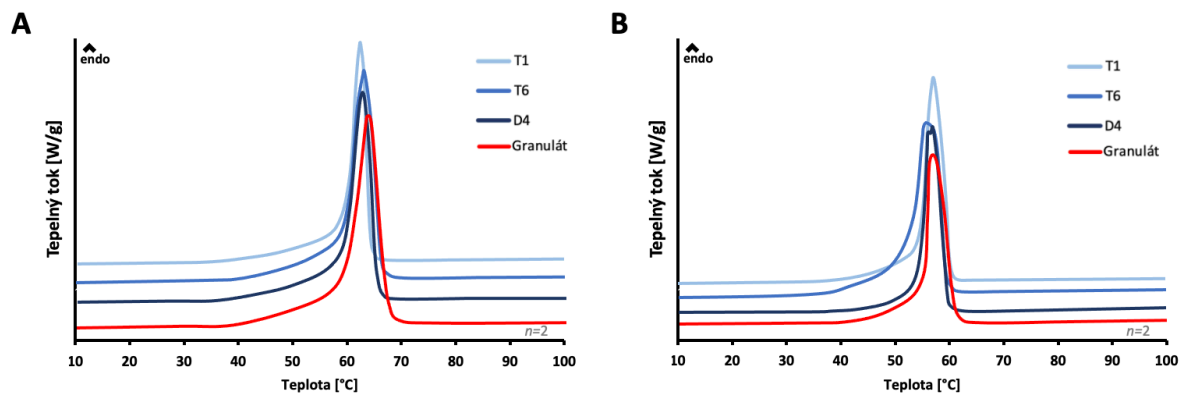 A
endo
T1
T6
D4
Granulát
Tepelný tok [W/g]
n=2
10 20 30 40 50 60 70 80 90 100
Teplota [°C]
B
endo
T1
T6
D4
Granulát
Tepelný tok [W/g]
n=2
10 20 30 40 50 60 70 80 90 100
Teplota [°C]